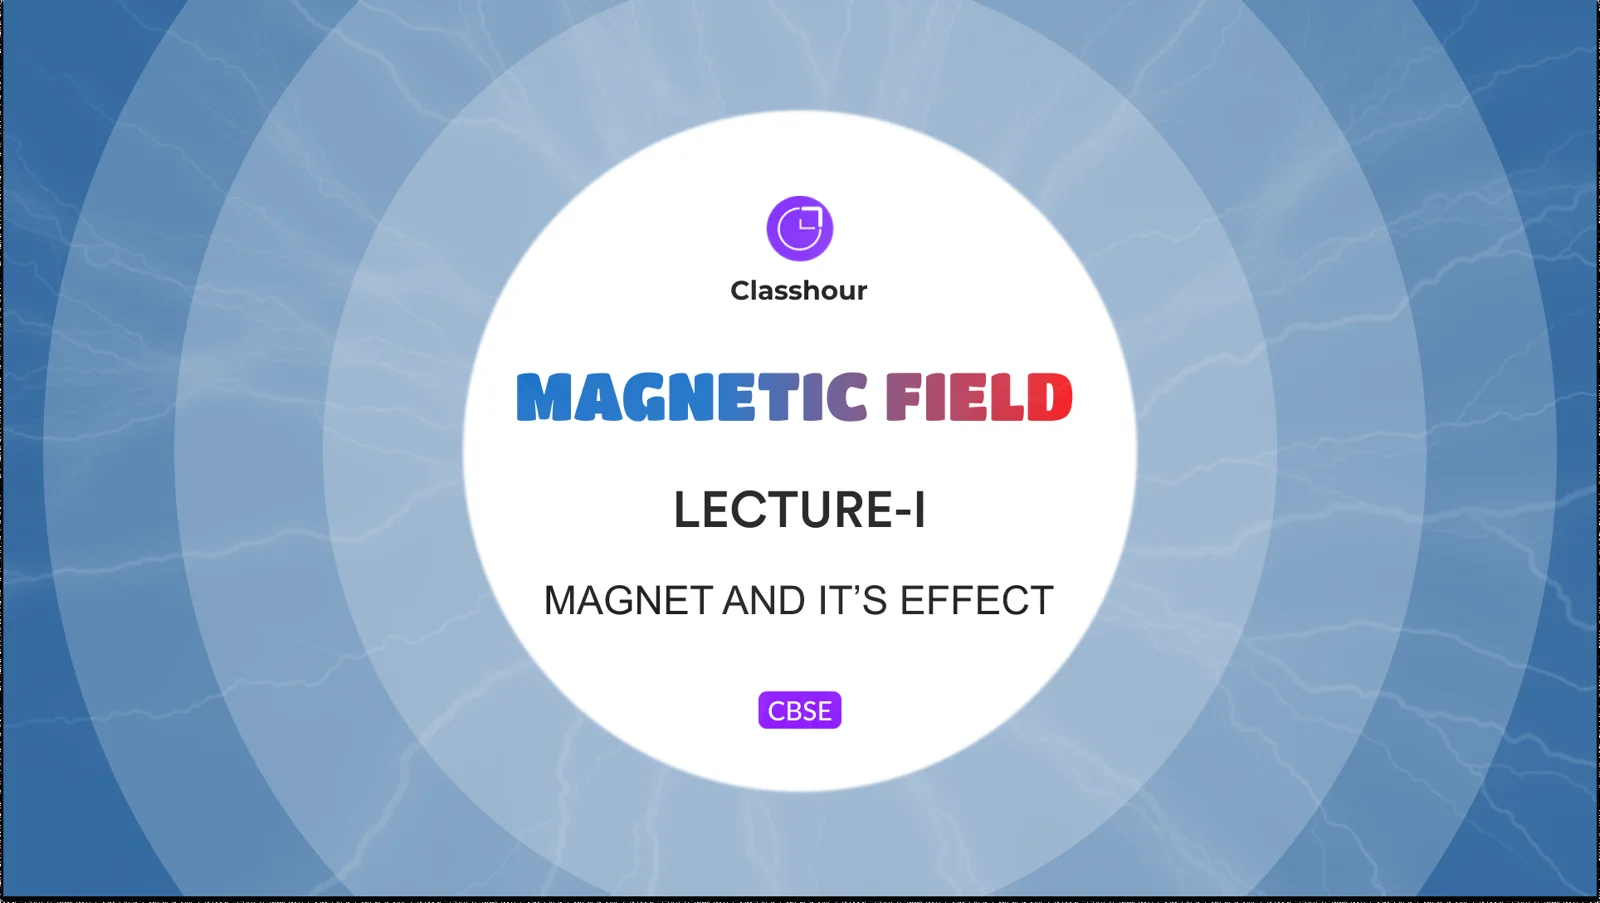 Classhour
MAGNETIC FIELD
LECTURE-I
MAGNET AND IT’S EFFECT
CBSE